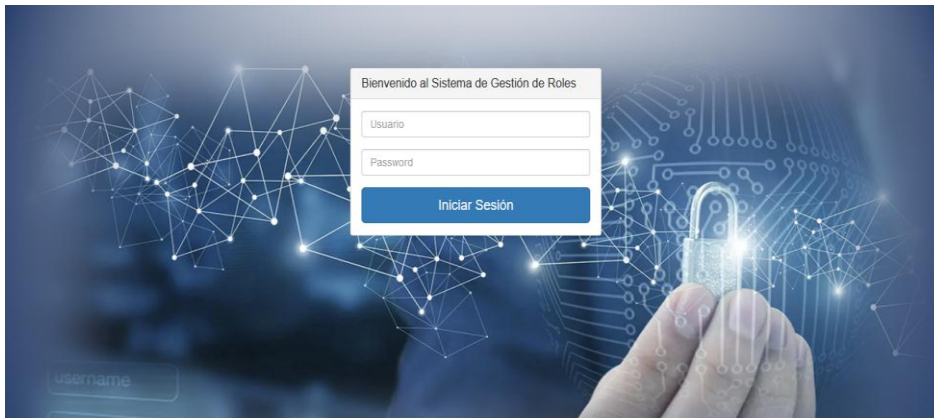 Bienvenido al Sistema de Gestión de Roles
Usuario
Password
Iniciar Sesión
username